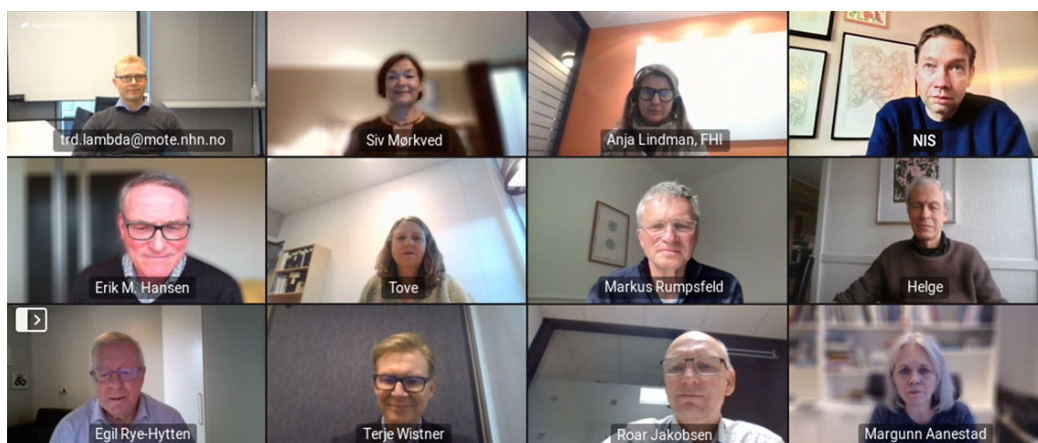 trd.lambda@mote.nhn.no
Siv Mørkved
Anja Lindman, FHI
NIS
Erik M. Hansen
Tove
Markus Rumpsfeld
Helge
Egil Rye-Hytten
Terje Wistner
Roar Jakobsen
Margunn Aanestad